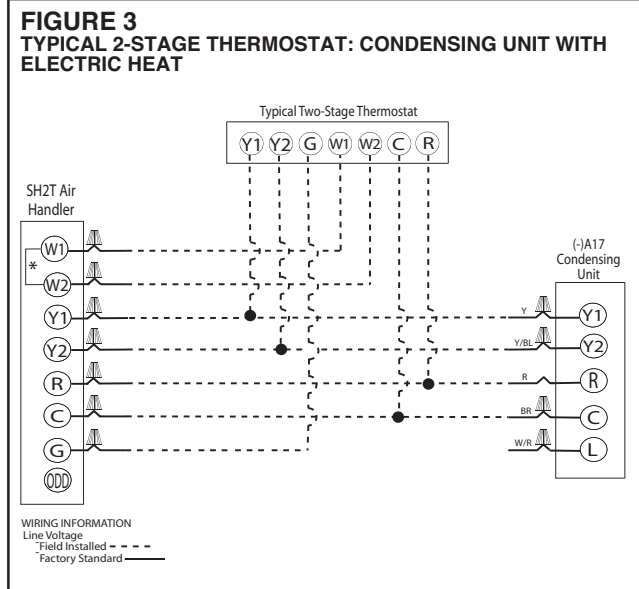 FIGURE 3
TYPICAL 2-STAGE THERMOSTAT: CONDENSING UNIT WITH
ELECTRIC HEAT
Typical Two-Stage Thermostat
Y1 Y2 G W1 W2 C R
SH2T Air
Handler
(-)A17
Condensing
Unit
W1
*
W2
Y1
Y Y1
Y2
Y/BL Y2
R
R R
C
BR C
G
W/R L
ODD
WIRING INFORMATION
Line Voltage
-Field Installed
-Factory Standard